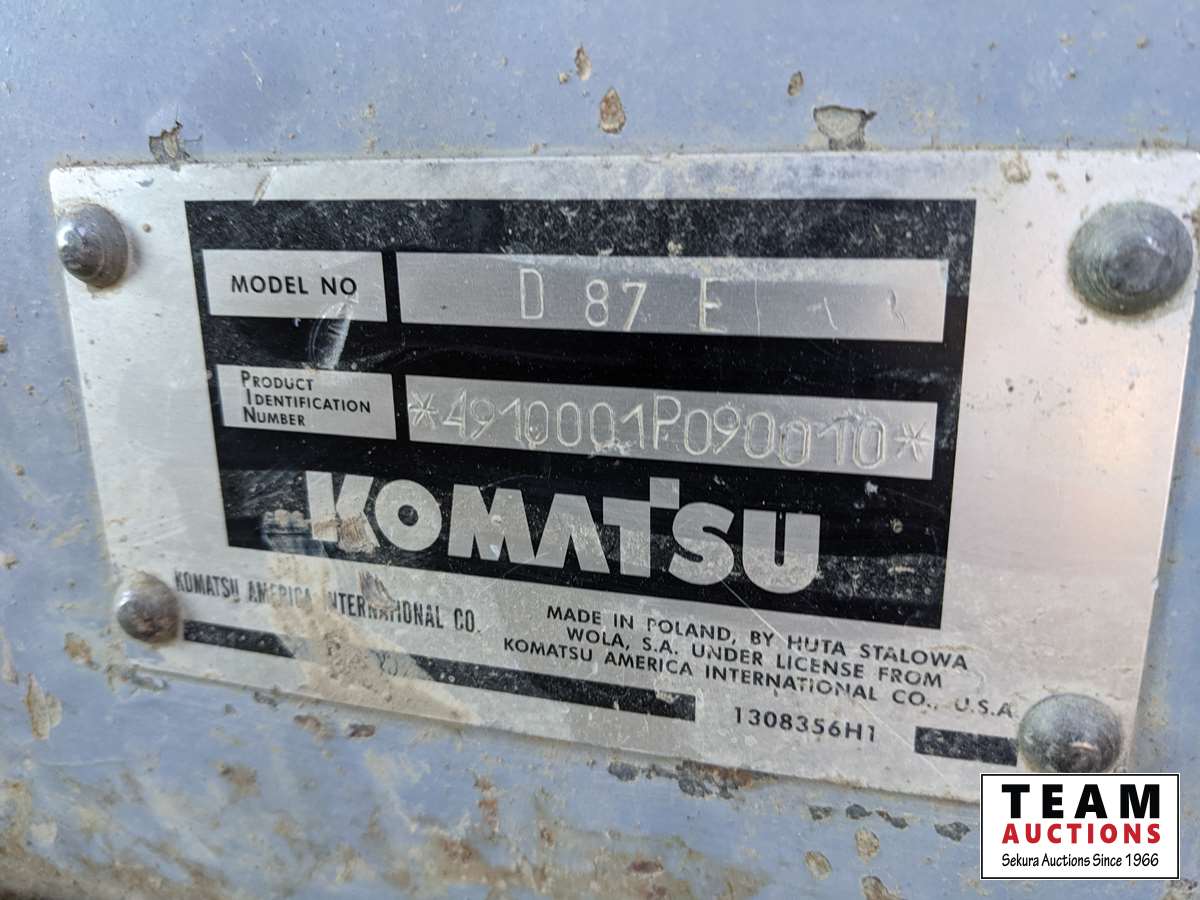 MODEL NO D 87 E
PRODUCT
IDENTIFICATION
NUMBER
*4910001P090010*
KOMATSU
KOMATSU AMERICA INTERNATIONAL CO.
MADE IN POLAND, BY HUTA STALOWA
WOLA, S.A. UNDER LICENSE FROM
KOMATSU AMERICA INTERNATIONAL CO., U.S.A
1308356H1
TEAM
AUCTIONS
Sekura Auctions Since 1966